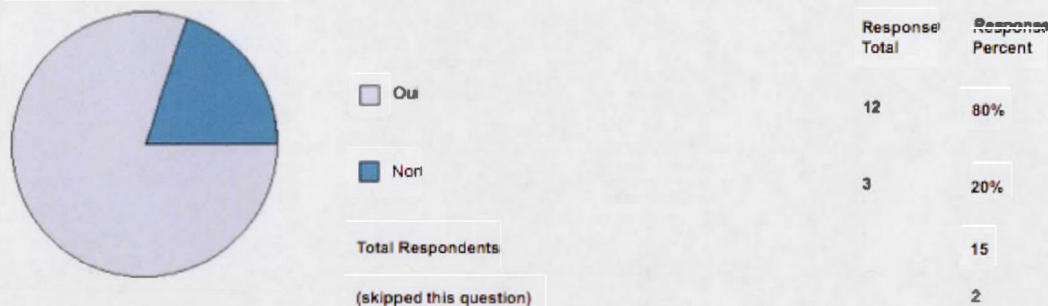 Response Response
Total Percent
Oui 12 80%
Non 3 20%
Total Respondents 15
(skipped this question) 2